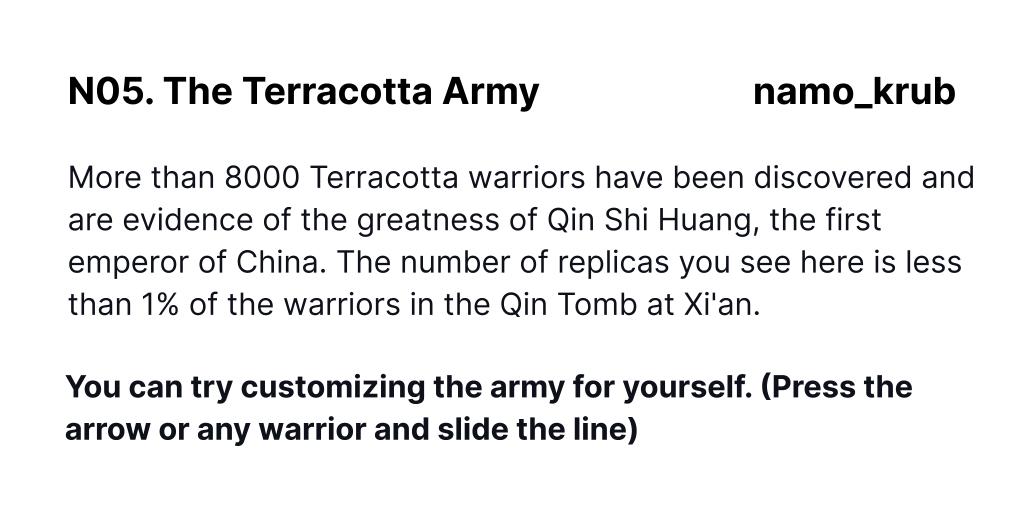 N05. The Terracotta Army namo_krub
More than 8000 Terracotta warriors have been discovered and
are evidence of the greatness of Qin Shi Huang, the first
emperor of China. The number of replicas you see here is less
than 1% of the warriors in the Qin Tomb at Xi'an.
You can try customizing the army for yourself. (Press the
arrow or any warrior and slide the line)